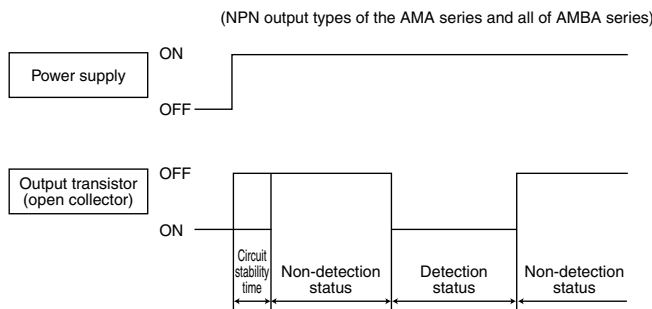 (NPN output types of the AMA series and all of AMBA series)
ON
Power supply
OFF
OFF
Output transistor
(open collector)
ON
Circuit
stability
time
Non-detection
status
Detection
status
Non-detection
status